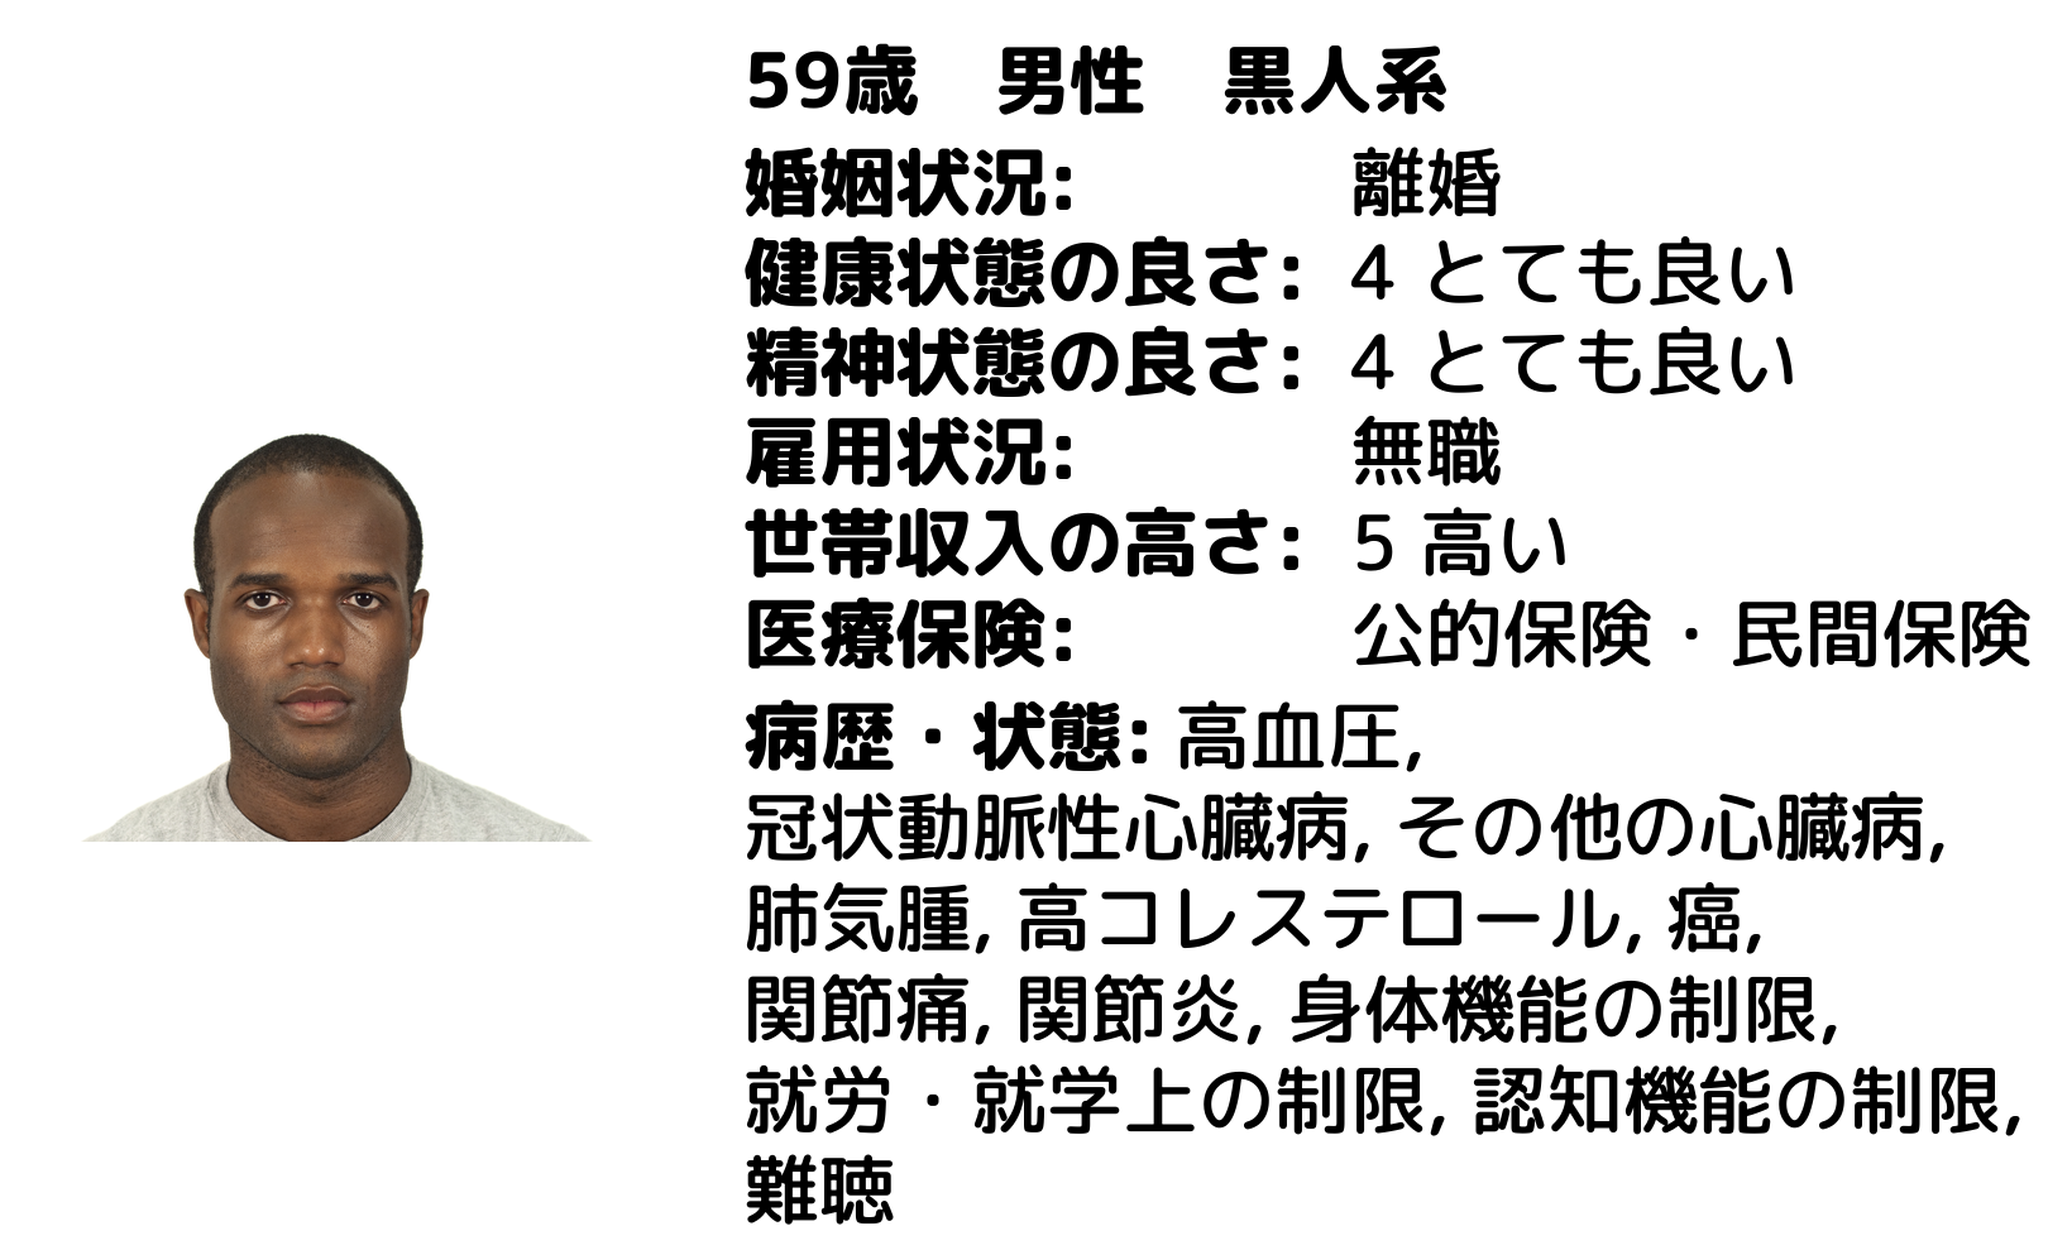 59歳　男性　黒人系
婚姻状況: 離婚
健康状態の良さ: 4 とても良い
精神状態の良さ: 4 とても良い
雇用状況: 無職
世帯収入の高さ: 5 高い
医療保険: 公的保険・民間保険
病歴・状態: 高血圧,
冠状動脈性心臓病, その他の心臓病,
肺気腫, 高コレステロール, 癌,
関節痛, 関節炎, 身体機能の制限,
就労・就学上の制限, 認知機能の制限,
難聴